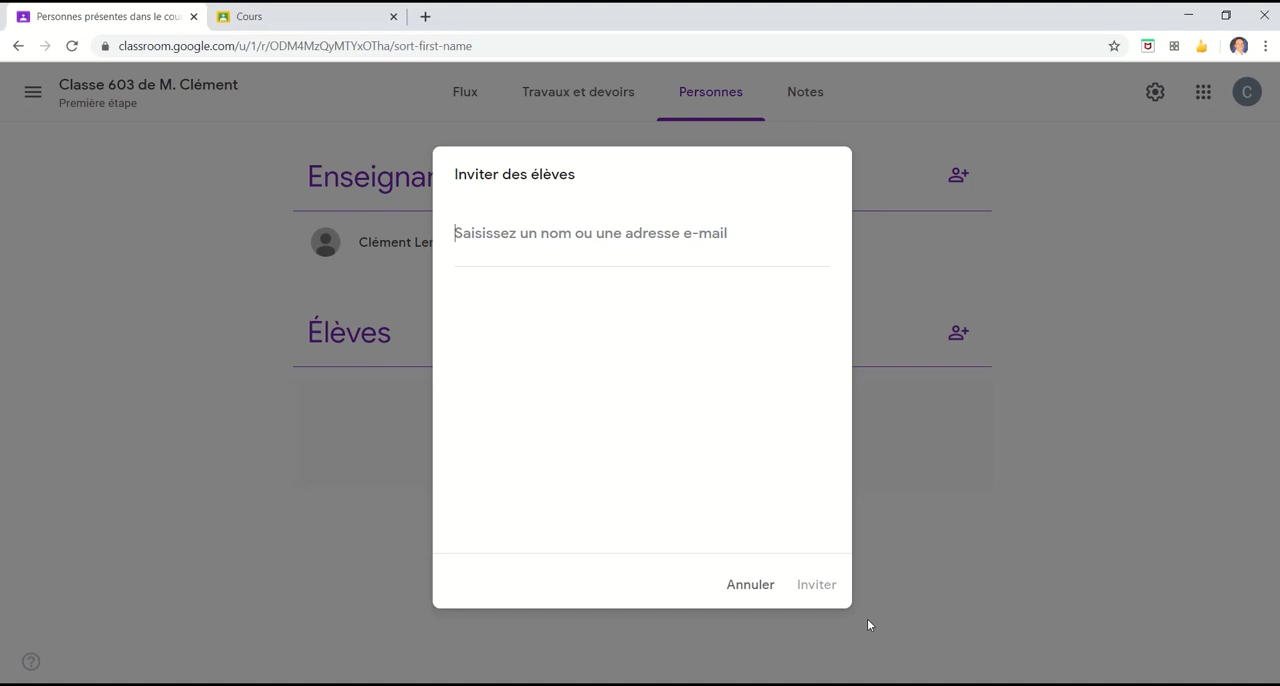 Personnes présentes dans le cou
Cours
classroom.google.com/u/1/r/ODM4MzQyMTYxOTha/sort-first-name
Classe 603 de M. Clément
Première étape
Flux
Travaux et devoirs
Personnes
Notes
C
Inviter des élèves
Enseignan
Saisissez un nom ou une adresse e-mail
Clément Ler
Élèves
Annuler
Inviter